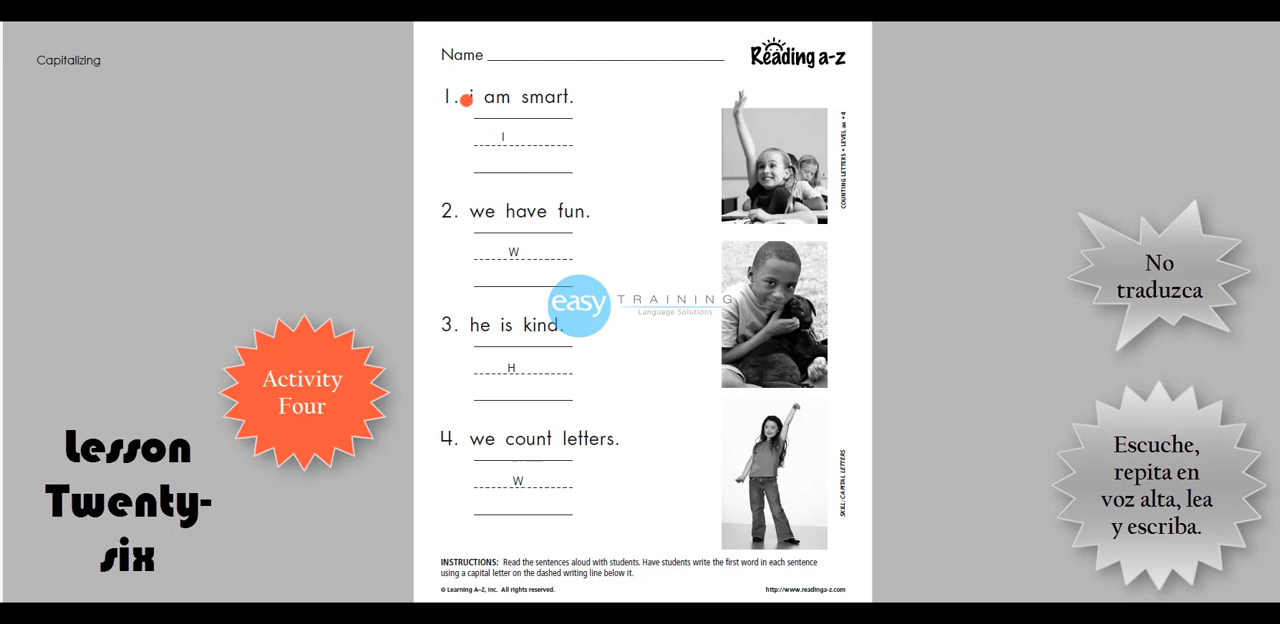 Capitalizing
Name
Reading a-z
1. i am smart.
I
2. we have fun.
W
3. he is kind.
H
4. we count letters.
W
COUNTING LETTERS • LEVEL aa • 4
SKILL: CAPITAL LETTERS
INSTRUCTIONS: Read the sentences aloud with students. Have students write the first word in each sentence
using a capital letter on the dashed writing line below it.
© Learning A–Z, Inc. All rights reserved.
http://www.readinga-z.com
easy TRAINING
Language Solutions
Activity
Four
Lesson
Twenty-
six
No
traduzca
Escuche,
repita en
voz alta, lea
y escriba.